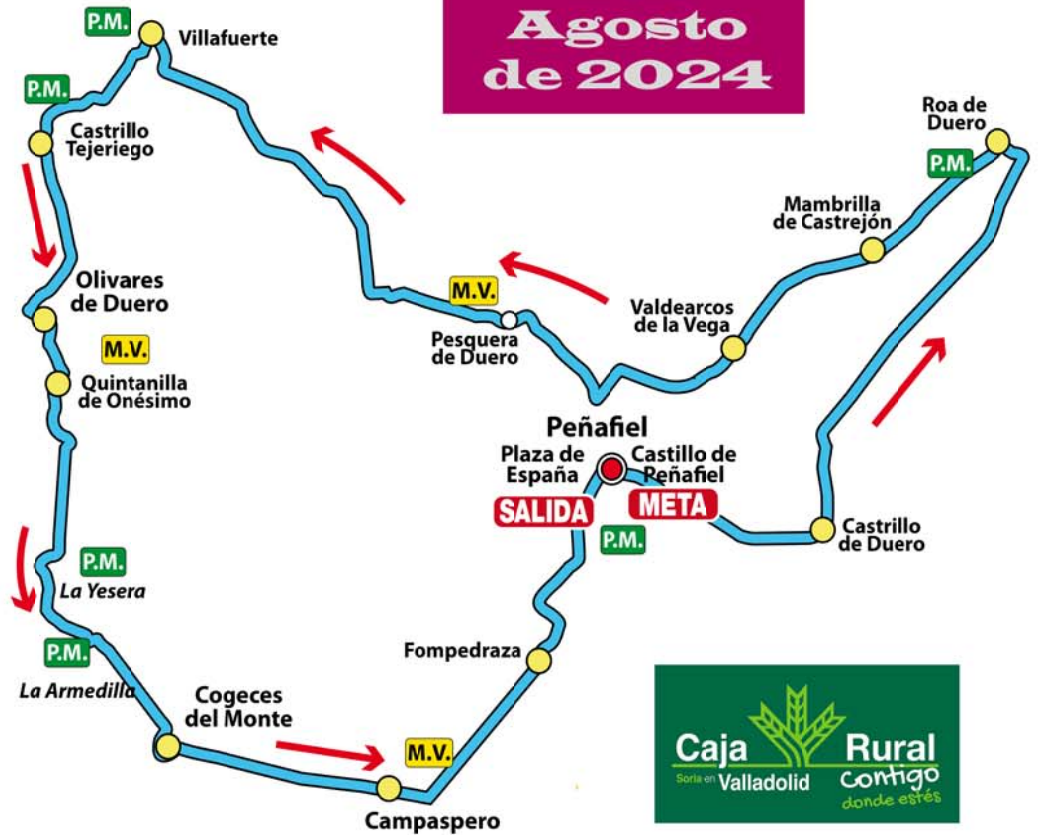 Agosto
de 2024
P.M.
Villafuerte
P.M.
Castrillo
Tejeriego
Roa de
Duero
P.M.
Mambrilla
de Castrejón
Olivares
de Duero
M.V.
Valdearcos
de la Vega
Pesquera
de Duero
M.V.
Quintanilla
de Onésimo
Peñafiel
Plaza de
España
Castillo de
Peñafiel
SALIDA
META
P.M.
Castrillo
de Duero
P.M.
La Yesera
P.M.
La Armedilla
Fompedraza
Cogeces
del Monte
M.V.
Campaspero
Caja Rural
Soria en Valladolid
Contigo
donde estés